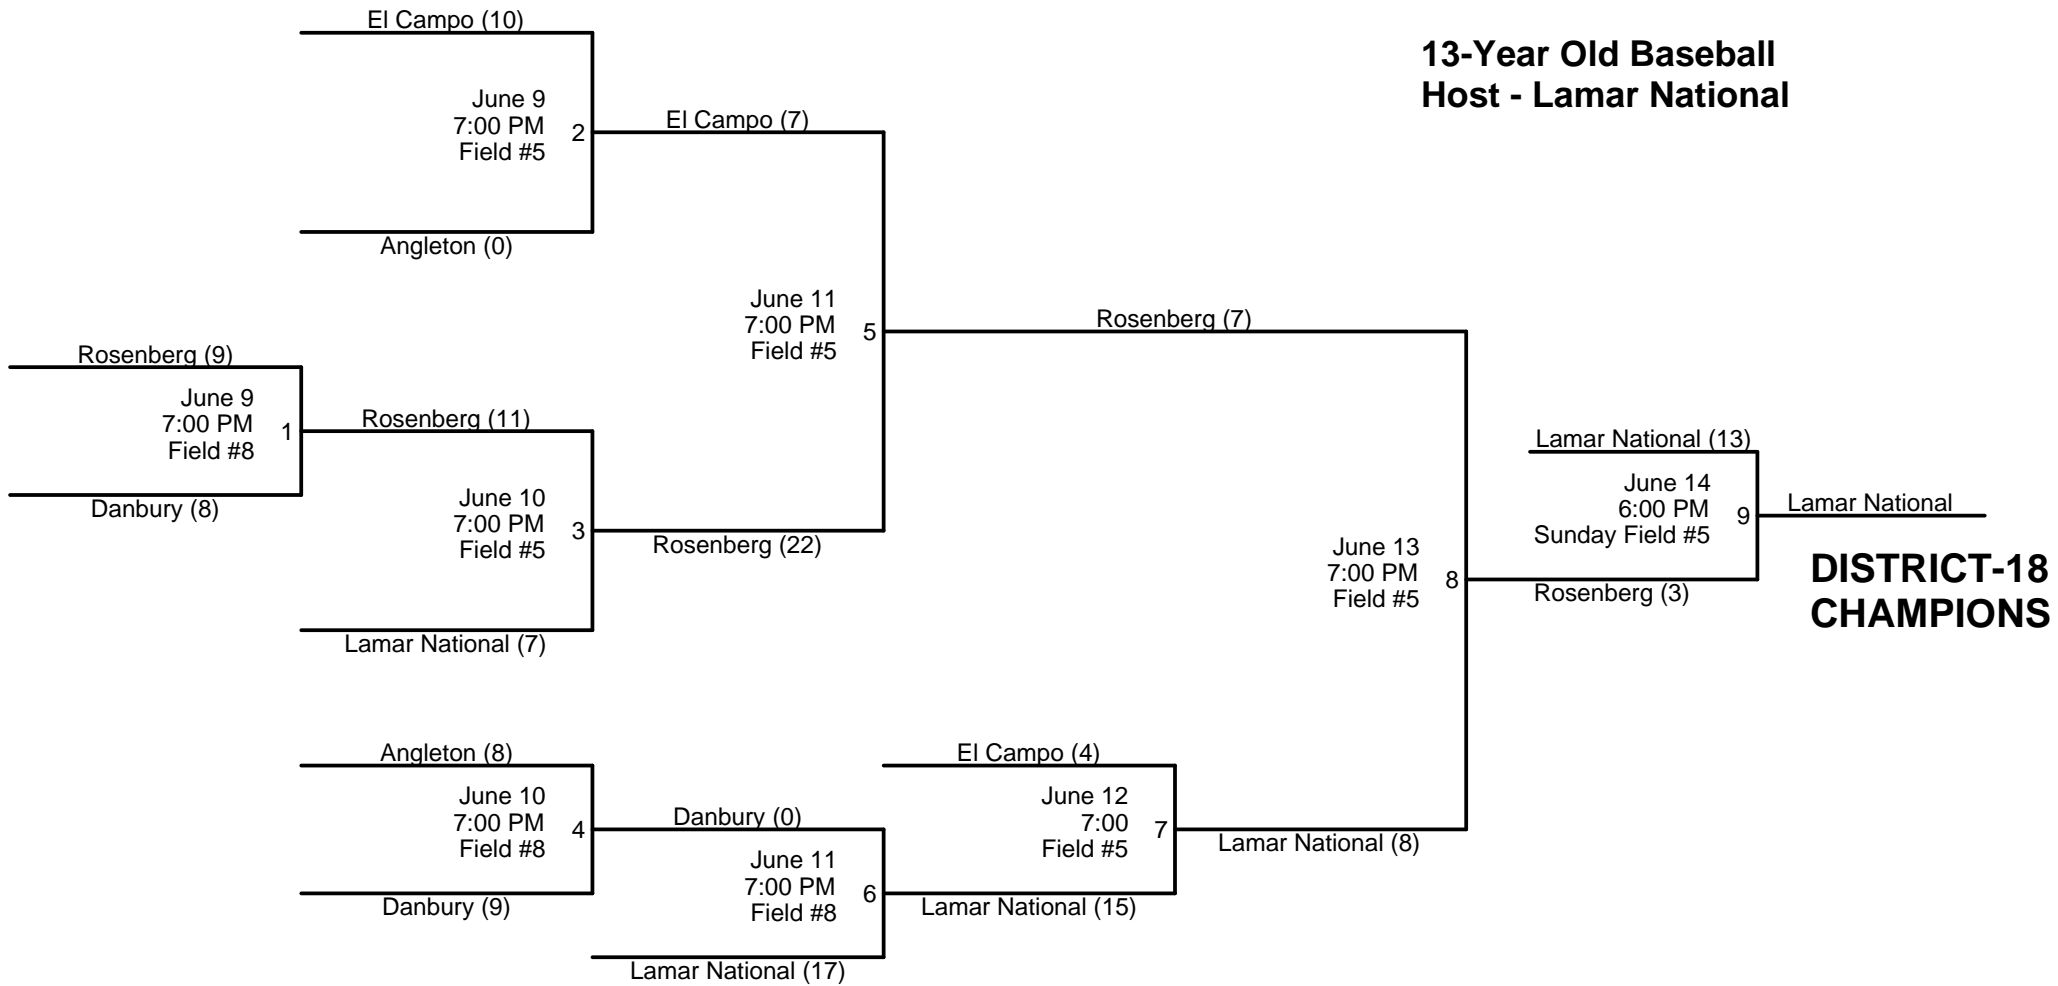 El Campo (10)
13-Year Old Baseball
Host - Lamar National
June 9
7:00 PM
Field #5
2
El Campo (7)
Angleton (0)
June 11
7:00 PM
Field #5
5
Rosenberg (7)
Rosenberg (9)
June 9
7:00 PM
Field #8
1
Rosenberg (11)
Danbury (8)
June 10
7:00 PM
Field #5
3
Rosenberg (22)
Lamar National (7)
Lamar National (13)
June 14
6:00 PM
Sunday Field #5
9
Lamar National
June 13
7:00 PM
Field #5
8
Rosenberg (3)
DISTRICT-18
CHAMPIONS
Angleton (8)
June 10
7:00 PM
Field #8
4
Danbury (0)
Danbury (9)
June 11
7:00 PM
Field #8
6
El Campo (4)
June 12
7:00
Field #5
7
Lamar National (8)
Lamar National (15)
Lamar National (17)